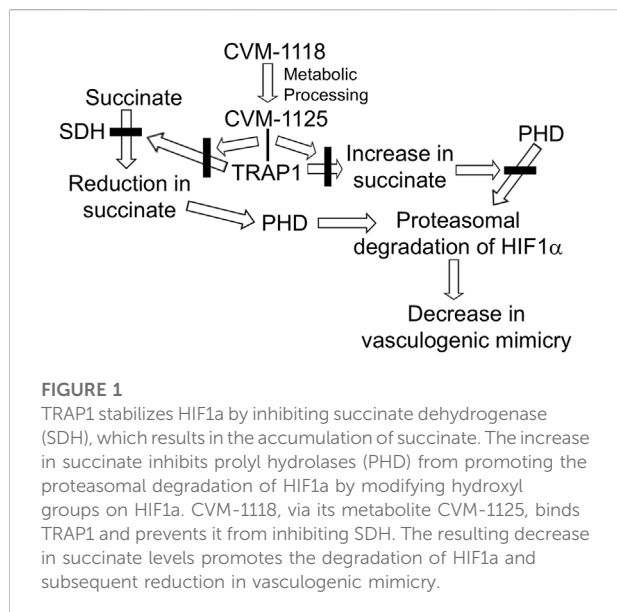 CVM-1118
Metabolic
Processing
Succinate
CVM-1125
SDH
PHD
TRAP1
Increase in
succinate
Reduction in
succinate
PHD
Proteasomal
degradation of HIF1α
Decrease in
vasculogenic mimicry
FIGURE 1
TRAP1 stabilizes HIF1a by inhibiting succinate dehydrogenase
(SDH), which results in the accumulation of succinate. The increase
in succinate inhibits prolyl hydrolases (PHD) from promoting the
proteasomal degradation of HIF1a by modifying hydroxyl
groups on HIF1a. CVM-1118, via its metabolite CVM-1125, binds
TRAP1 and prevents it from inhibiting SDH. The resulting decrease
in succinate levels promotes the degradation of HIF1a and
subsequent reduction in vasculogenic mimicry.